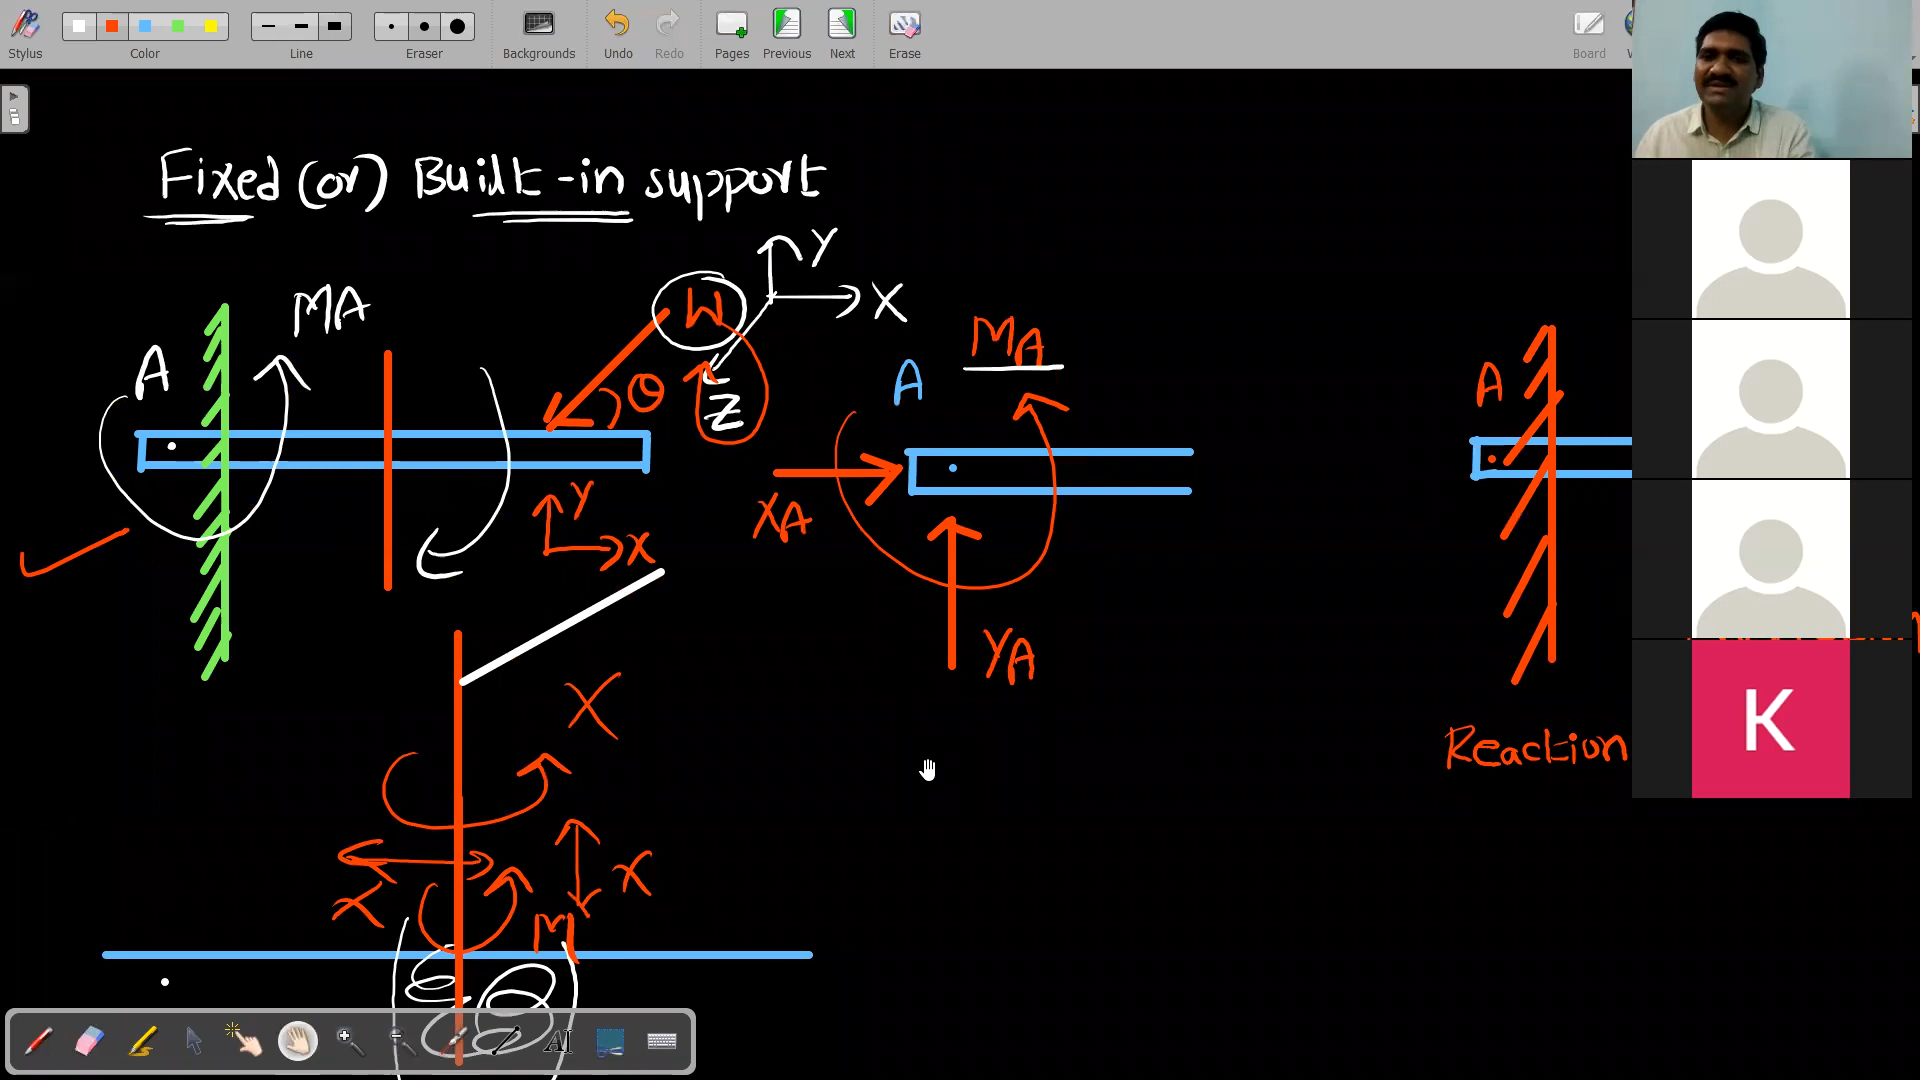 Stylus
Color
Line
Eraser
Backgrounds
Undo
Redo
Pages
Previous
Next
Erase
Board
Fixed (or) Built-in support
Y
X
Z
MA
A
W
θ
Y
X
A
MA
XA
YA
A
Reaction
K
X
X
X
M
AI